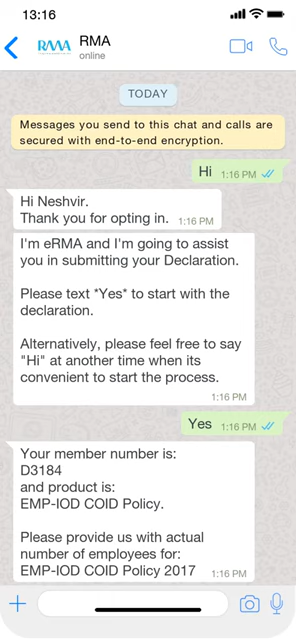 13:16
RMA RMA
online
TODAY
Messages you send to this chat and calls are
secured with end-to-end encryption.
Hi 1:16 PM
Hi Neshvir.
Thank you for opting in. 1:16 PM
I'm eRMA and I'm going to assist
you in submitting your Declaration.
Please text *Yes* to start with the
declaration.
Alternatively, please feel free to say
"Hi" at another time when its
convenient to start the process.
1:16 PM
Yes 1:16 PM
Your member number is:
D3184
and product is:
EMP-IOD COID Policy.
Please provide us with actual
number of employees for:
EMP-IOD COID Policy 2017 1:16 PM